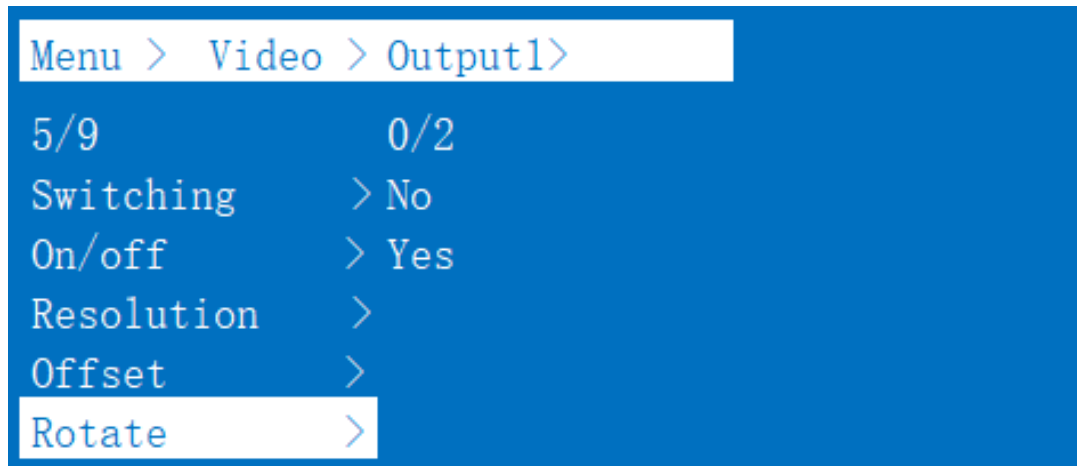 Menu > Video > Output1>
5/9 0/2
Switching > No
On/off > Yes
Resolution >
Offset >
Rotate >